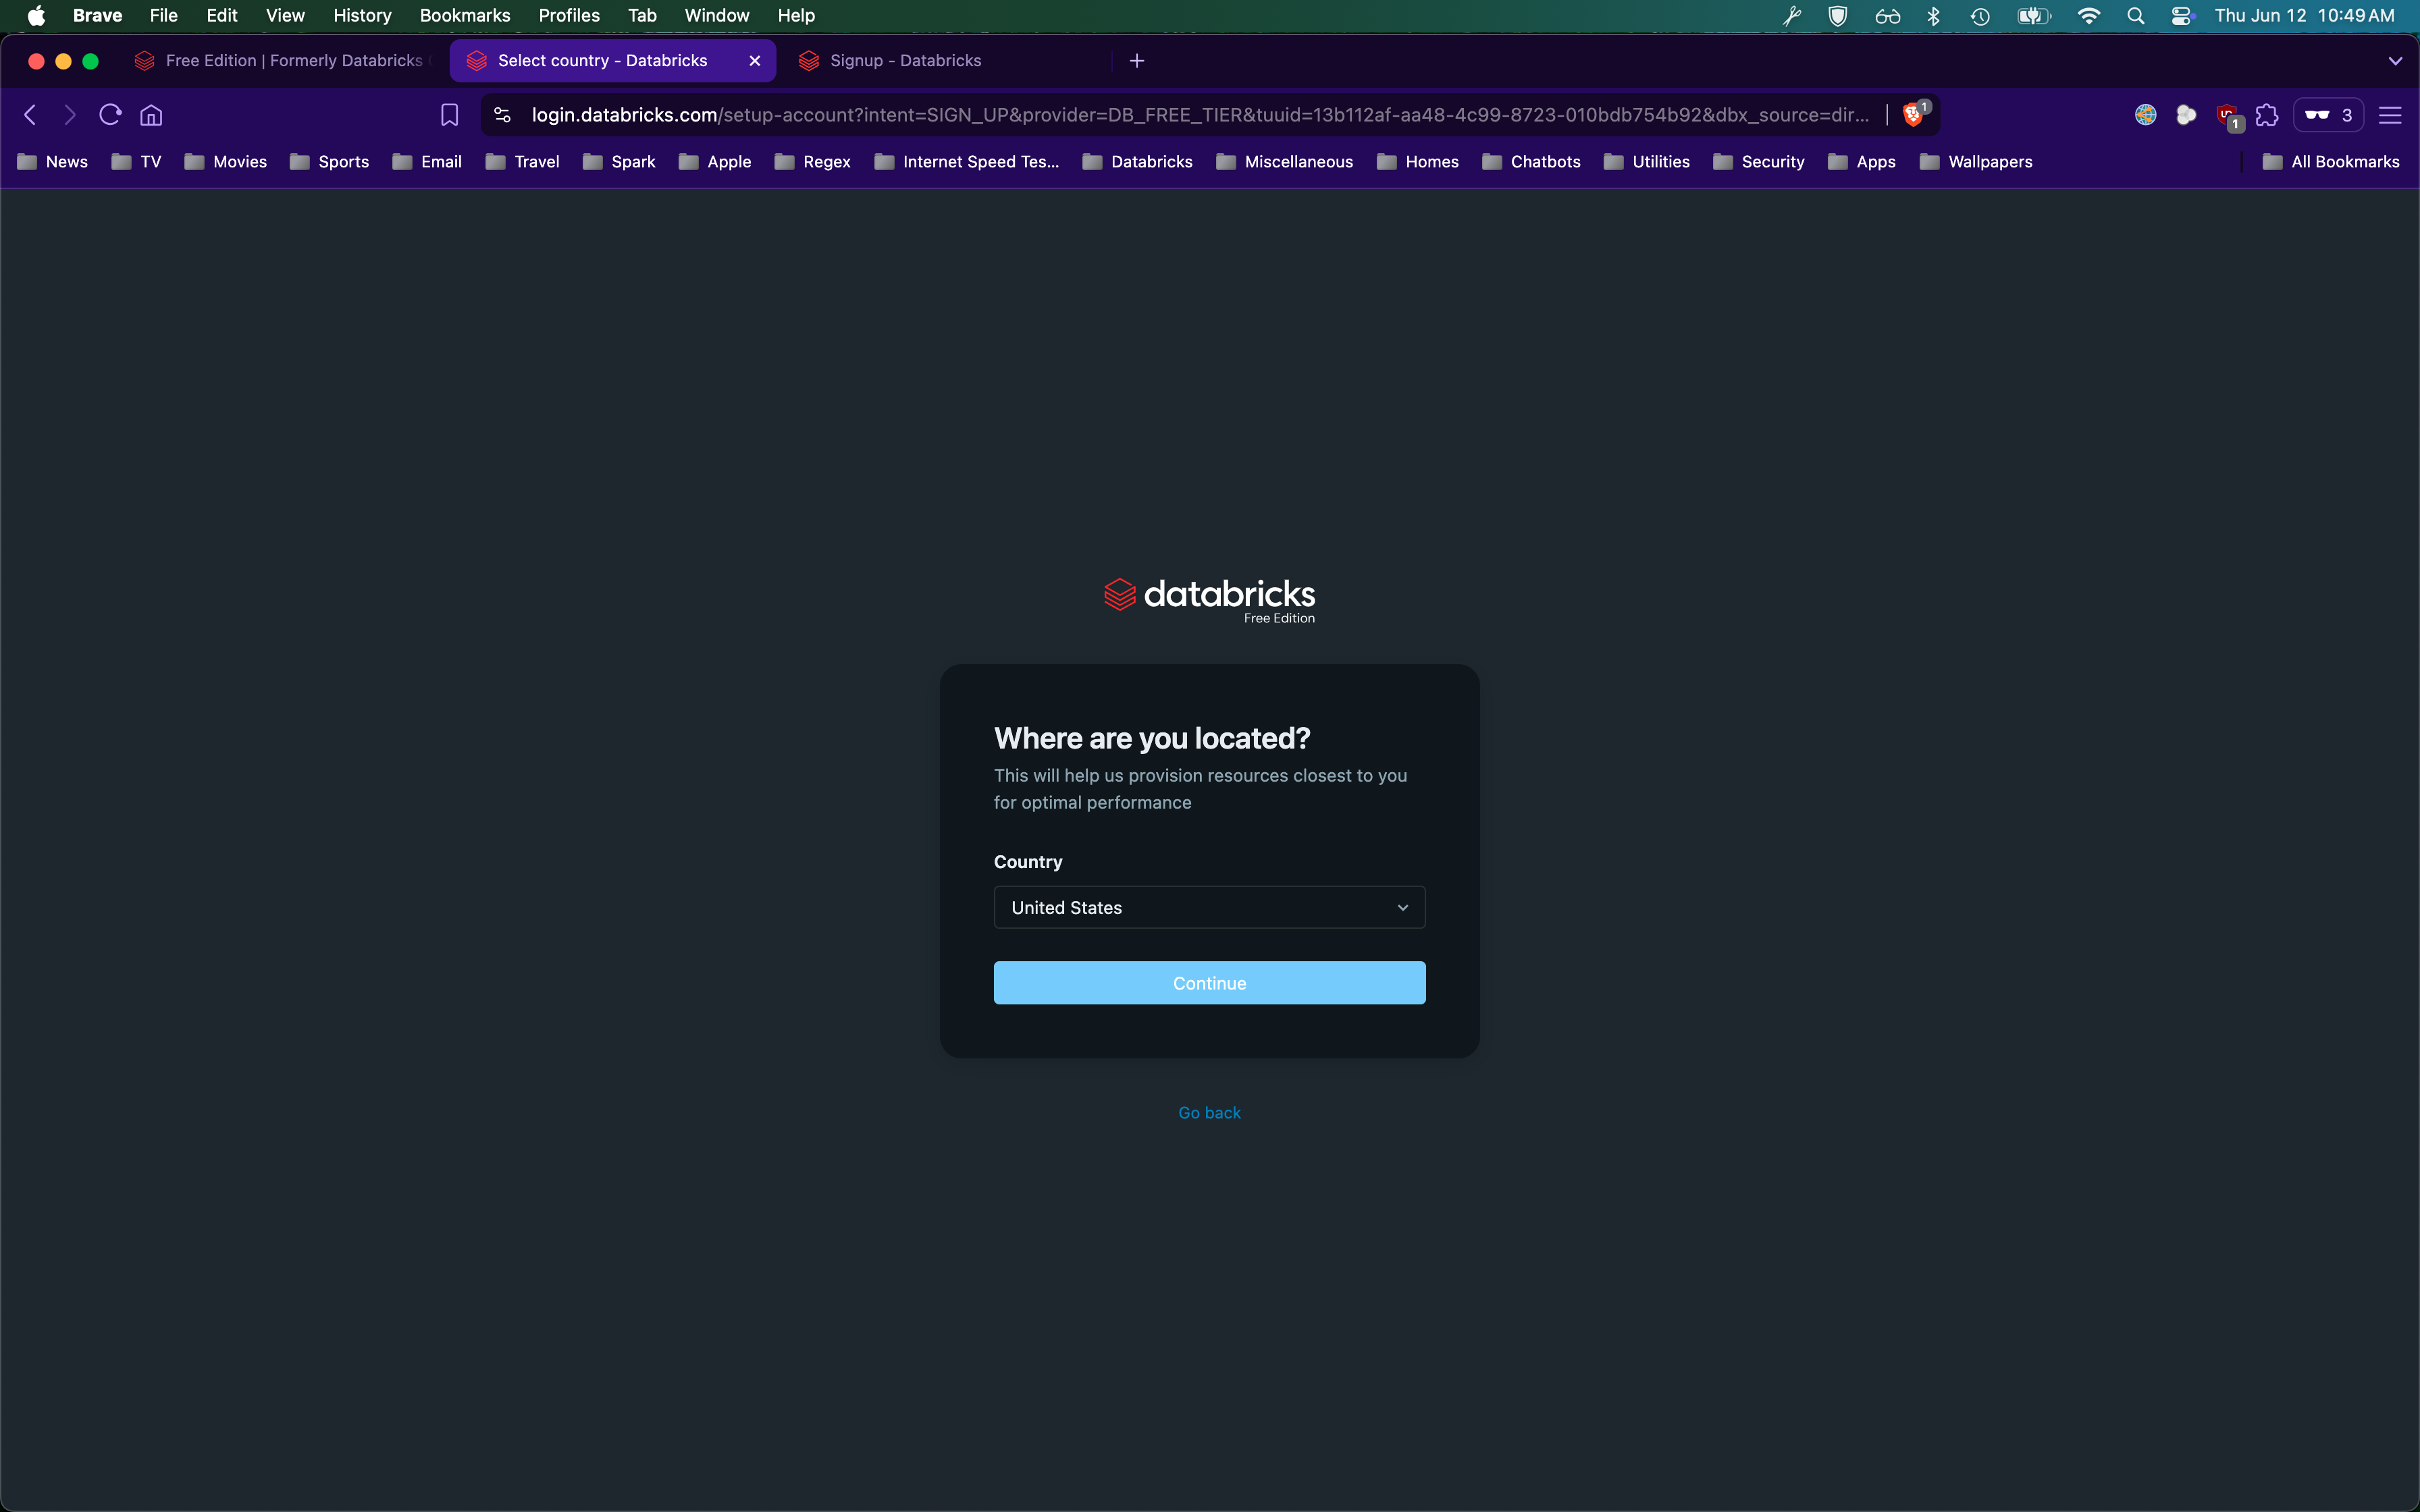 Brave File Edit View History Bookmarks Profiles Tab Window Help
Thu Jun 12 10:49 AM
Free Edition | Formerly Databricks
Select country - Databricks
Signup - Databricks
login.databricks.com/setup-account?intent=SIGN_UP&provider=DB_FREE_TIER&tuuid=13b112af-aa48-4c99-8723-010bdb754b92&dbx_source=dir...
1
1
3
News TV Movies Sports Email Travel Spark Apple Regex Internet Speed Tes... Databricks Miscellaneous Homes Chatbots Utilities Security Apps Wallpapers All Bookmarks
databricks
Free Edition
Where are you located?
This will help us provision resources closest to you
for optimal performance
Country
United States
Continue
Go back